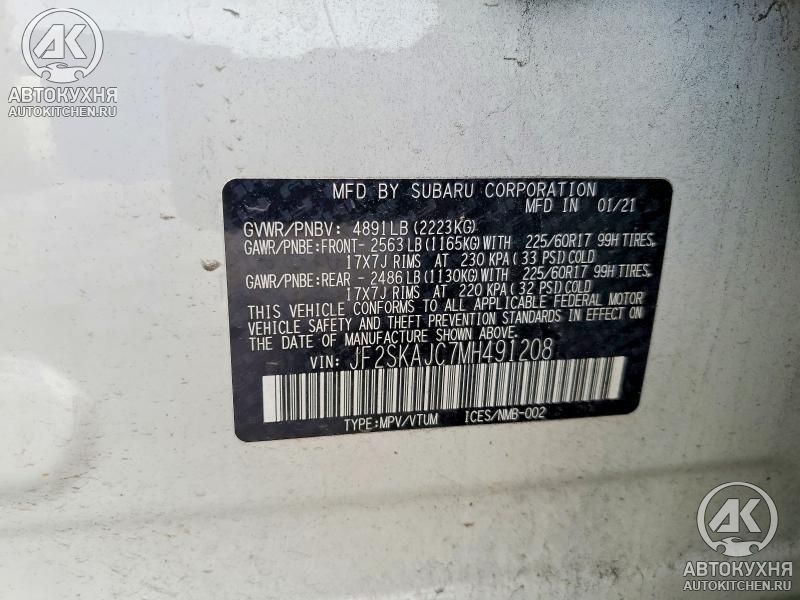 АК
АВТОКУХНЯ
AUTOKITCHEN.RU
MFD BY SUBARU CORPORATION
MFD IN 01/21
GVWR/PNBV: 4891LB (2223KG)
GAWR/PNBE:FRONT- 2563LB (1165KG)WITH 225/60R17 99H TIRES,
17X7J RIMS AT 230 KPA (33 PSI)COLD
GAWR/PNBE:REAR - 2486LB (1130KG)WITH 225/60R17 99H TIRES,
17X7J RIMS AT 220 KPA (32 PSI)COLD
THIS VEHICLE CONFORMS TO ALL APPLICABLE FEDERAL MOTOR
VEHICLE SAFETY AND THEFT PREVENTION STANDARDS IN EFFECT ON
THE DATE OF MANUFACTURE SHOWN ABOVE.
VIN: JF2SKAJC7MH491208
TYPE:MPV/VTUM ICES/NMB-002
АК
АВТОКУХНЯ
AUTOKITCHEN.RU